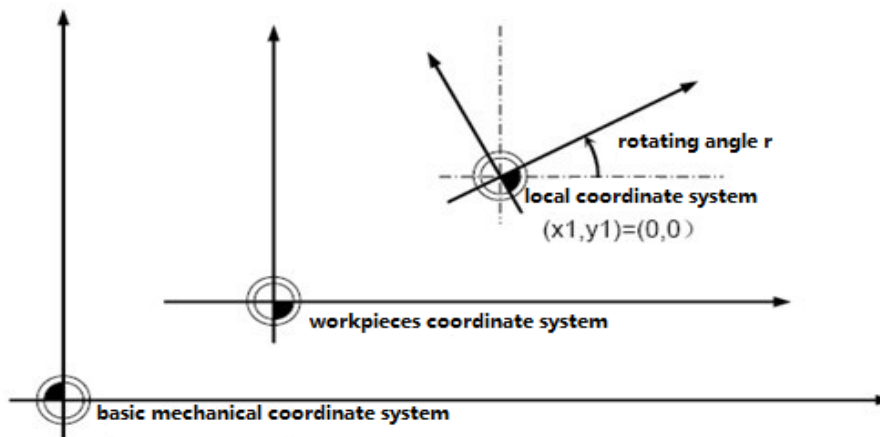 rotating angle r
local coordinate system
(x1,y1)=(0,0）
workpieces coordinate system
basic mechanical coordinate system